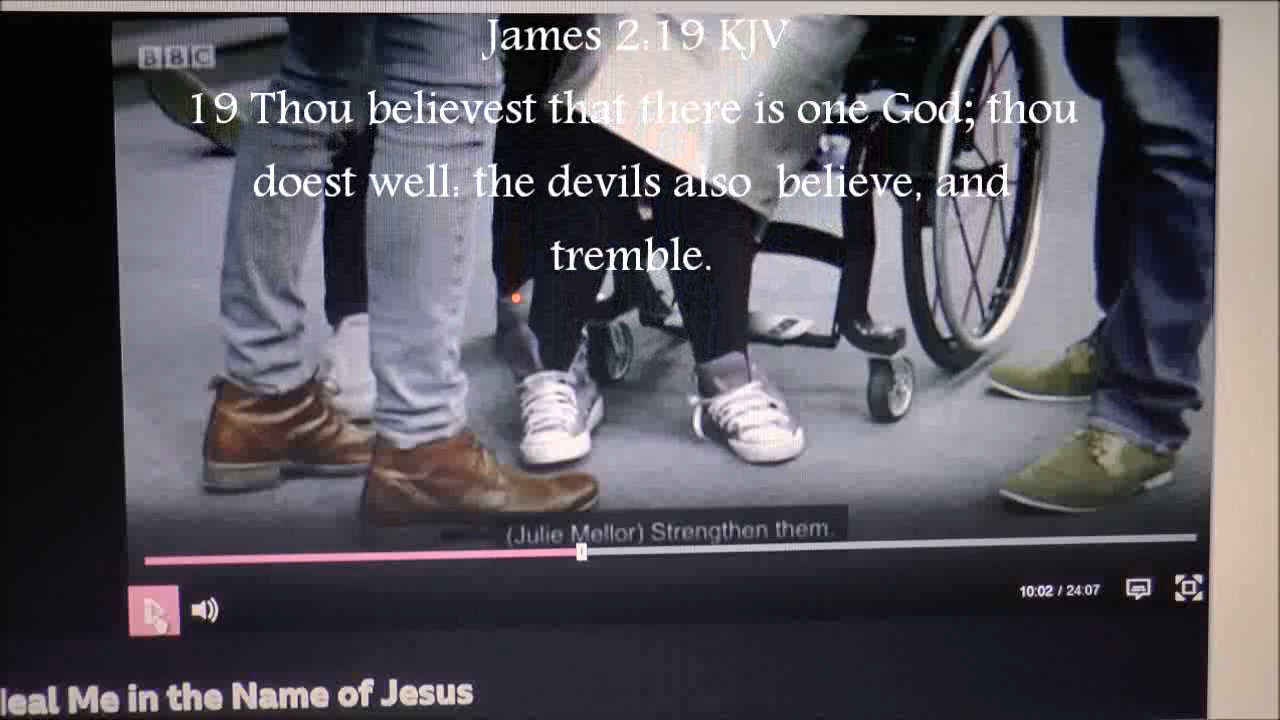 James 2:19 KJV
BBC
19 Thou believest that there is one God; thou
doest well: the devils also believe, and
tremble.
(Julie Mellor) Strengthen them.
10:02 / 24:07
leal Me in the Name of Jesus